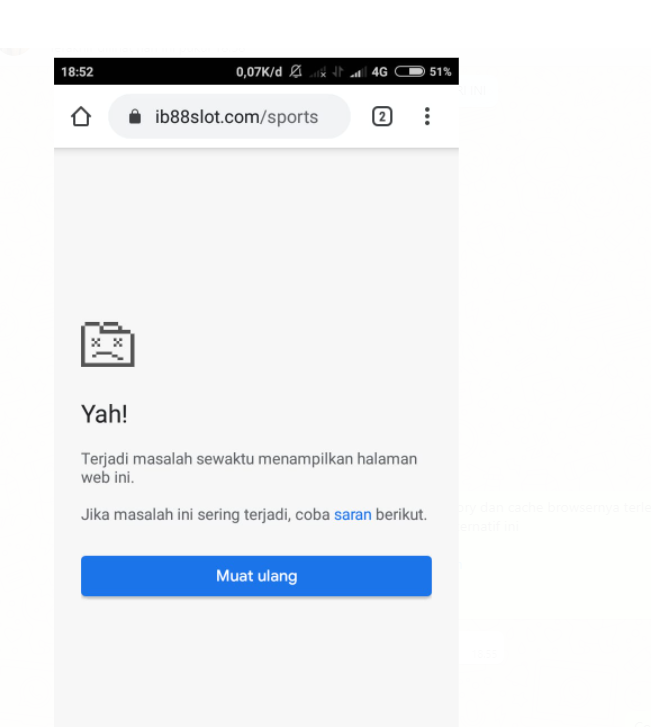 18:52 0,07K/d 4G 51%
ib88slot.com/sports 2
Yah!
Terjadi masalah sewaktu menampilkan halaman
web ini.
Jika masalah ini sering terjadi, coba saran berikut.
Muat ulang